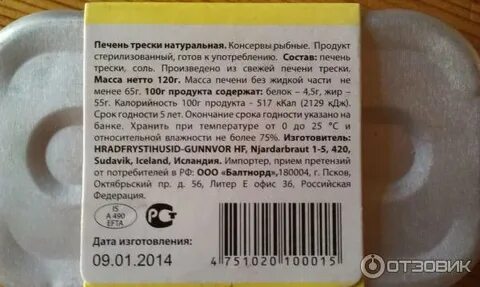 Печень трески натуральная. Консервы рыбные. Продукт
стерилизованный, готов к употреблению. Состав: печень
трески, соль. Произведено из свежей печени трески.
Масса нетто 120г. Масса печени без жидкой части не
менее 65г. 100г продукта содержат: белок – 4,5г, жир –
55г. Калорийность 100г продукта - 517 кКал (2129 кДж).
Срок годности 5 лет. Окончание срока годности указано на
банке. Хранить при температуре от 0 до 25 °C и
относительной влажности не более 75%. Изготовитель:
HRADFRYSTIHUSID-GUNNVOR HF, Njardarbraut 1-5, 420,
Sudavik, Iceland, Исландия. Импортер, прием претензий
от потребителей в РФ: ООО «Балтнорд»,180004, г. Псков,
Октябрьский пр. д. 56, Литер Е офис 36, Российская
Федерация.
IS
A 490
EFTA
РСТ
Дата изготовления:
09.01.2014
4 751020 100015
ОТЗОВИК